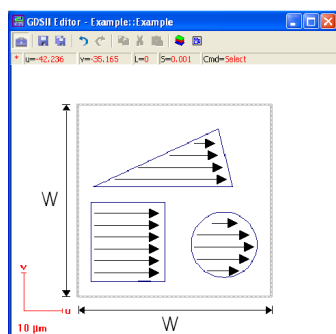 GDSII Editor - Example::Example
* u=-42.236 v=-35.165 L=0 S=0.001 Cmd=Select
W
v
u
10 µm
W